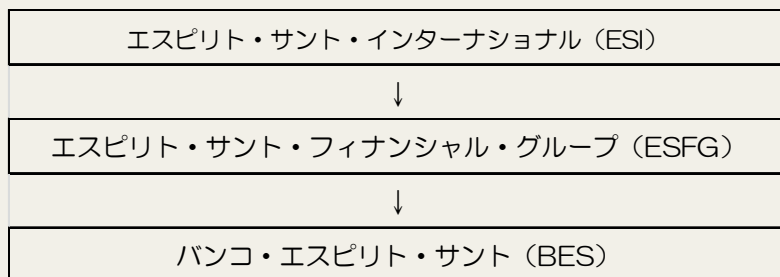 エスピリト・サント・インターナショナル（ESI）
↓
エスピリト・サント・フィナンシャル・グループ（ESFG）
↓
バンコ・エスピリト・サント（BES）